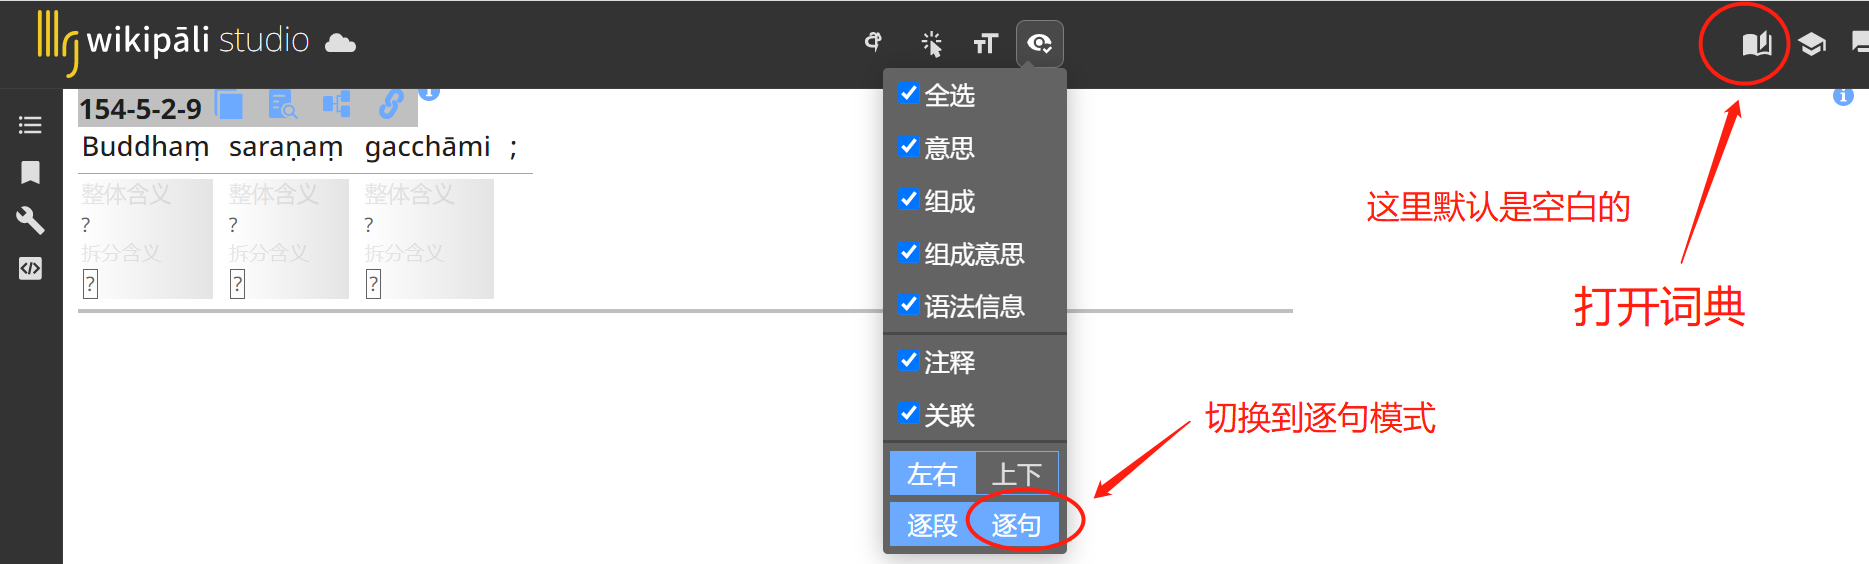 wikipāli studio
154-5-2-9
Buddhaṃ saraṇaṃ gacchāmi ;
整体含义 整体含义 整体含义
? ? ?
拆分含义 拆分含义 拆分含义
? ? ?
全选
意思
组成
组成意思
语法信息
注释
关联
左右 上下
逐段 逐句
这里默认是空白的
打开词典
切换到逐句模式